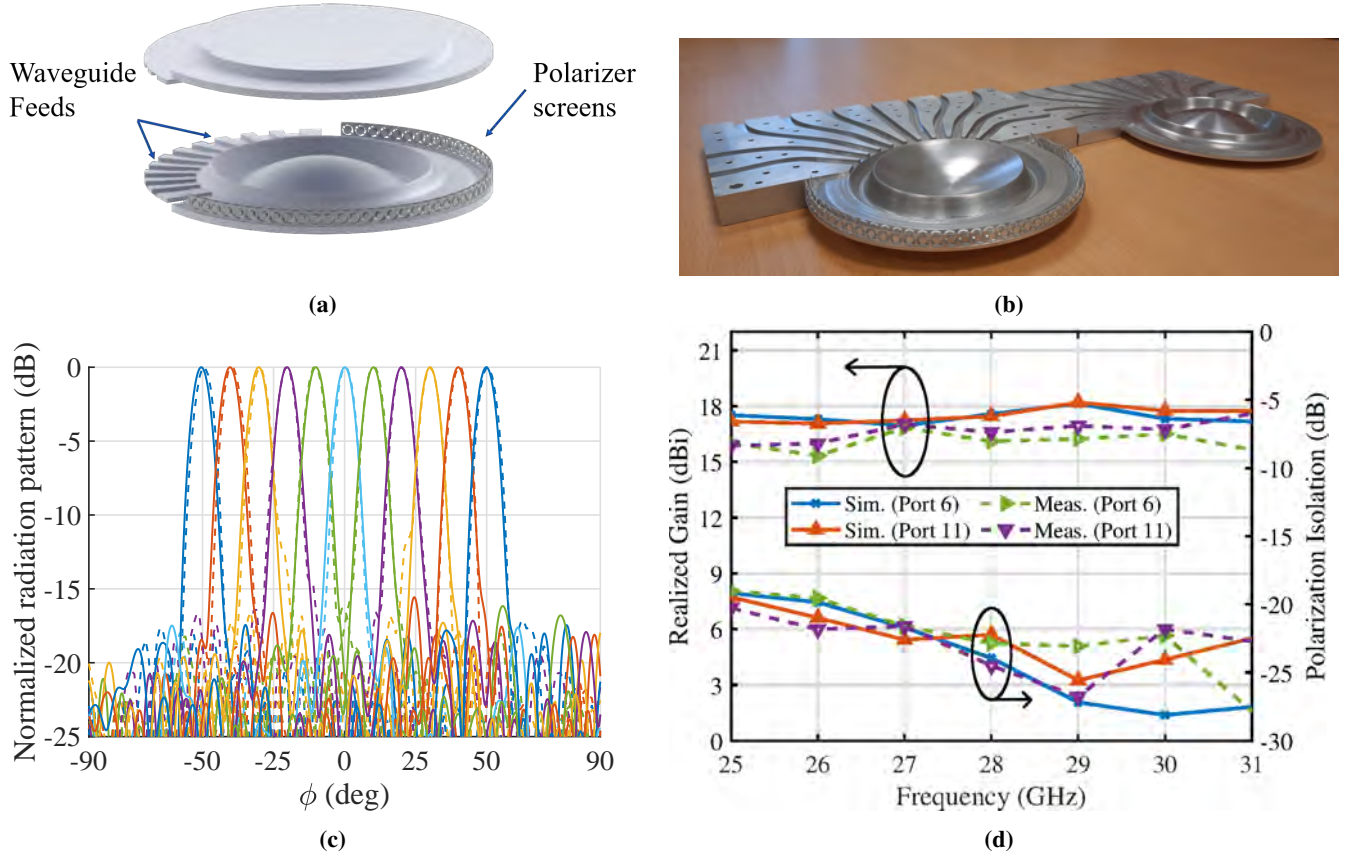 Waveguide
Feeds
Polarizer
screens
(a)
(b)
Normalized radiation pattern (dB)
0
-5
-10
-15
-20
-25
-90
-50
-25
0
25
50
90
ϕ (deg)
(c)
Realized Gain (dBi)
21
18
15
12
9
6
3
0
Sim. (Port 6)
Meas. (Port 6)
Sim. (Port 11)
Meas. (Port 11)
0
-5
-10
-15
-20
-25
-30
Polarization Isolation (dB)
25
26
27
28
29
30
31
Frequency (GHz)
(d)